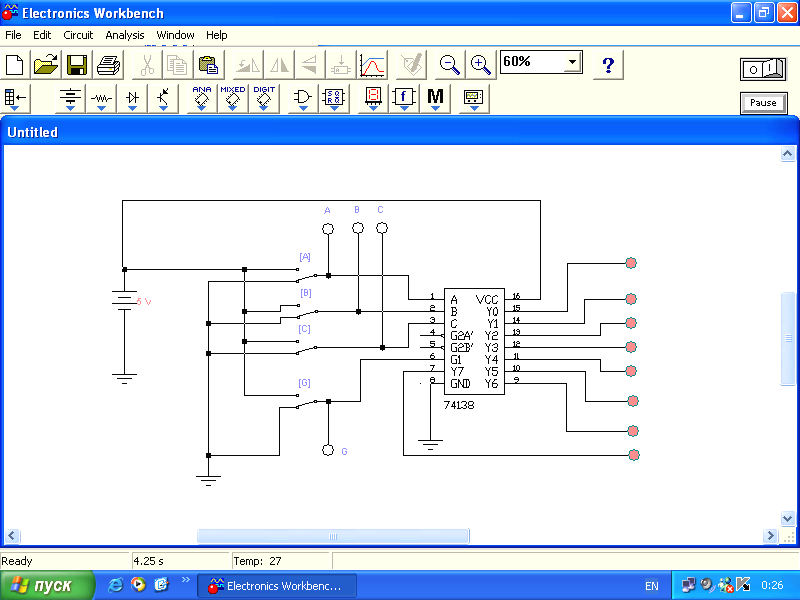 Electronics Workbench
File Edit Circuit Analysis Window Help
60%
?
ANA MIXED DIGIT
f M
O I
Pause
Untitled
A B C
[A]
[B]
[C]
[G]
5 V
G
1 A VCC 16
2 B Y0 15
3 C Y1 14
4 G2A' Y2 13
5 G2B' Y3 12
6 G1 Y4 11
7 Y7 Y5 10
8 GND Y6 9
74138
Ready 4.25 s Temp: 27
пуск
Electronics Workbenc...
EN
0:26